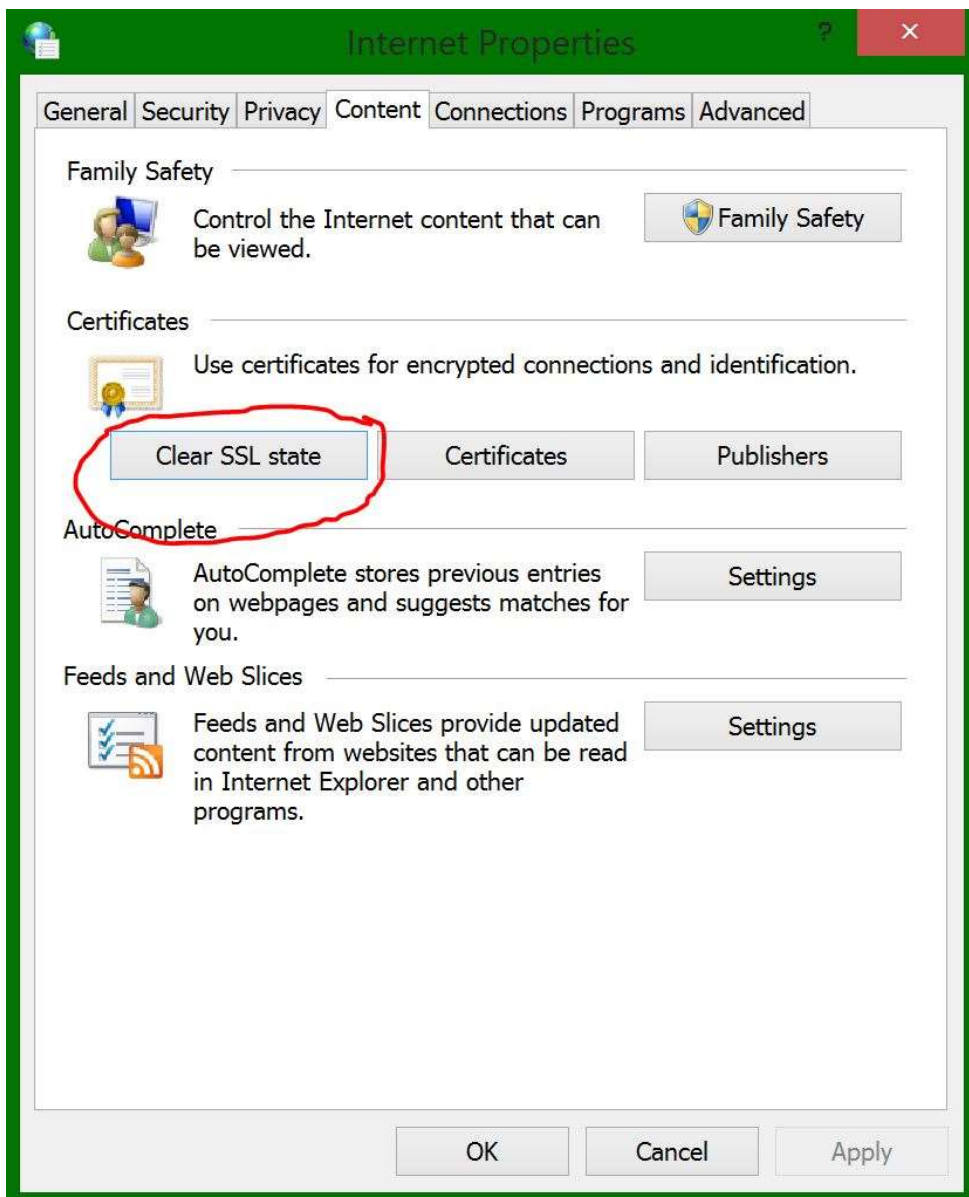 Internet Properties
?
General Security Privacy Content Connections Programs Advanced
Family Safety
Control the Internet content that can
be viewed.
Family Safety
Certificates
Use certificates for encrypted connections and identification.
Clear SSL state
Certificates
Publishers
AutoComplete
AutoComplete stores previous entries
on webpages and suggests matches for
you.
Settings
Feeds and Web Slices
Feeds and Web Slices provide updated
content from websites that can be read
in Internet Explorer and other
programs.
Settings
OK
Cancel
Apply